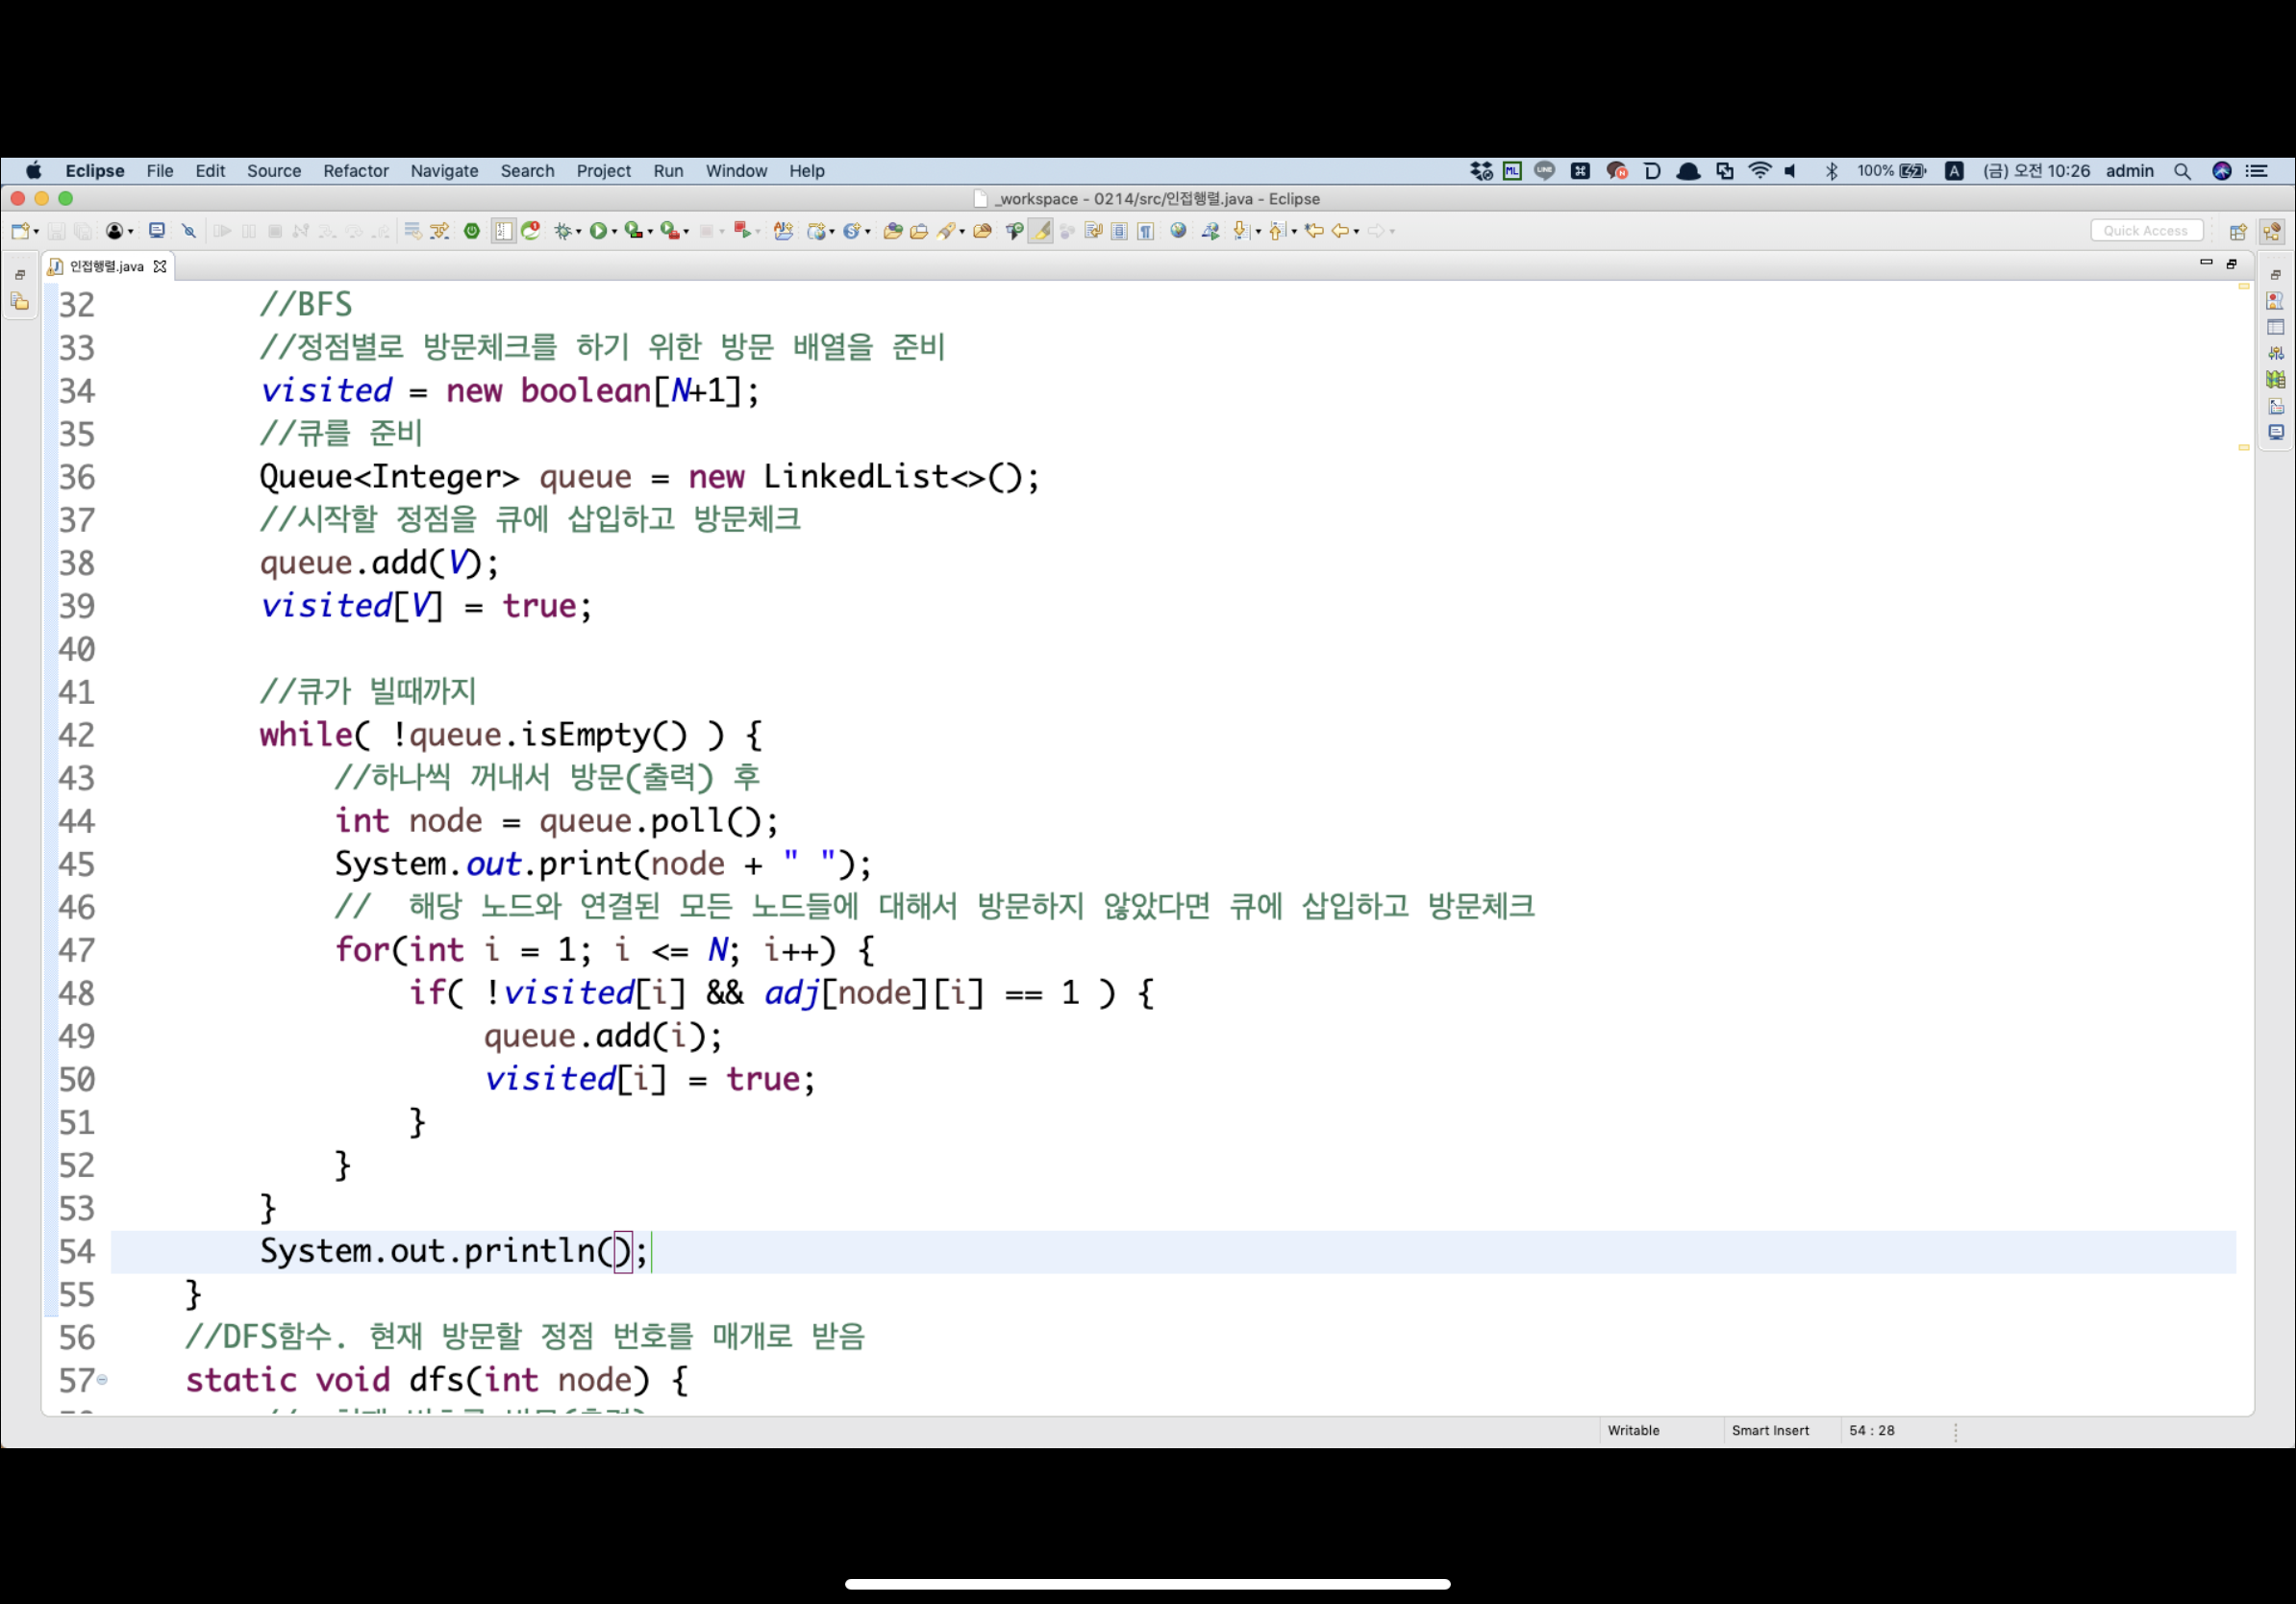 Eclipse File Edit Source Refactor Navigate Search Project Run Window Help 100% A (금) 오전 10:26 admin
_workspace - 0214/src/인접행렬.java - Eclipse
Quick Access
인접행렬.java
32 //BFS
33 //정점별로 방문체크를 하기 위한 방문 배열을 준비
34 visited = new boolean[N+1];
35 //큐를 준비
36 Queue<Integer> queue = new LinkedList<>();
37 //시작할 정점을 큐에 삽입하고 방문체크
38 queue.add(V);
39 visited[V] = true;
40
41 //큐가 빌때까지
42 while( !queue.isEmpty() ) {
43 //하나씩 꺼내서 방문(출력) 후
44 int node = queue.poll();
45 System.out.print(node + " ");
46 // 해당 노드와 연결된 모든 노드들에 대해서 방문하지 않았다면 큐에 삽입하고 방문체크
47 for(int i = 1; i <= N; i++) {
48 if( !visited[i] && adj[node][i] == 1 ) {
49 queue.add(i);
50 visited[i] = true;
51 }
52 }
53 }
54 System.out.println();
55 }
56 //DFS함수. 현재 방문할 정점 번호를 매개로 받음
57 static void dfs(int node) {
Writable Smart Insert 54 : 28